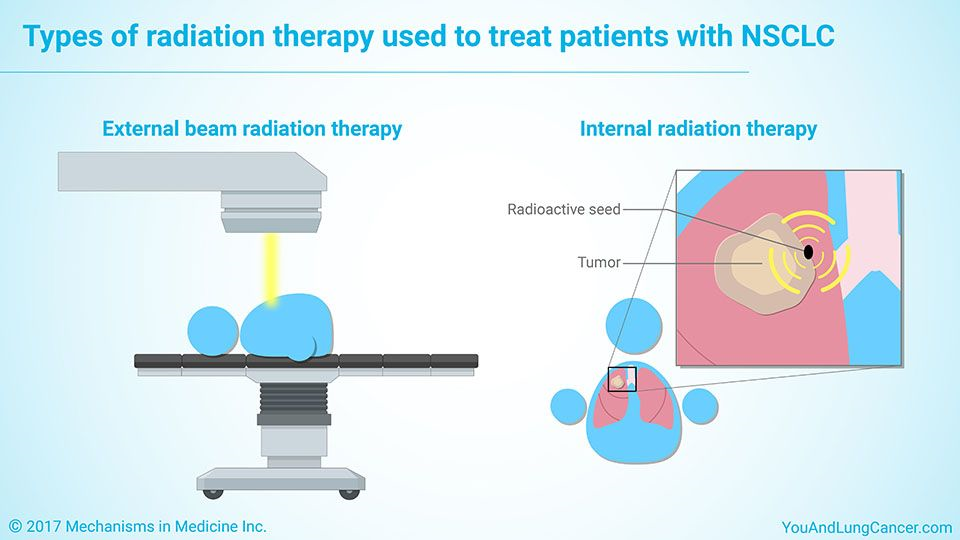 Types of radiation therapy used to treat patients with NSCLC
External beam radiation therapy
Internal radiation therapy
Radioactive seed
Tumor
© 2017 Mechanisms in Medicine Inc.
YouAndLungCancer.com